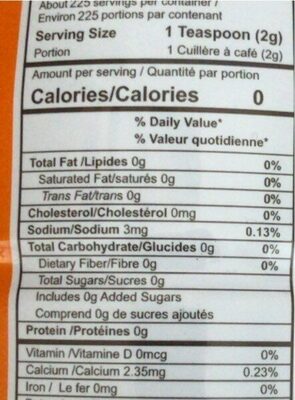 About 225 servings per container /
Environ 225 portions par contenant
Serving Size 1 Teaspoon (2g)
Portion 1 Cuillère à café (2g)
Amount per serving / Quantité par portion
Calories/Calories 0
% Daily Value*
% Valeur quotidienne*
Total Fat /Lipides 0g 0%
Saturated Fat/saturés 0g 0%
Trans Fat/trans 0g 0%
Cholesterol/Cholestérol 0mg 0%
Sodium/Sodium 3mg 0.13%
Total Carbohydrate/Glucides 0g 0%
Dietary Fiber/Fibre 0g 0%
Total Sugars/Sucres 0g
Includes 0g Added Sugars
Comprend 0g de sucres ajoutés
Protein /Protéines 0g
Vitamin /Vitamine D 0mcg 0%
Calcium /Calcium 2.35mg 0.23%
Iron / Le fer 0mg 0%